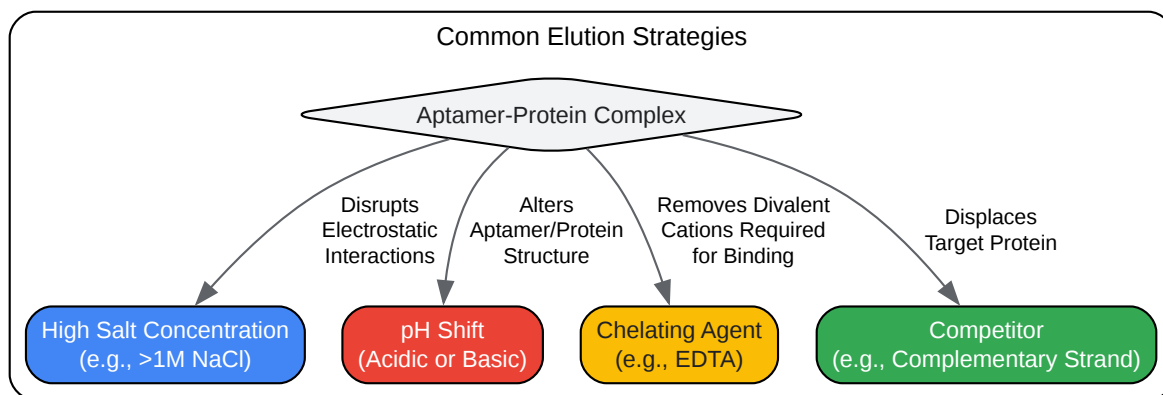 Common Elution Strategies
Aptamer-Protein Complex
Disrupts
Electrostatic
Interactions
Alters
Aptamer/Protein
Structure
Removes Divalent
Cations Required
for Binding
Displaces
Target Protein
High Salt Concentration
(e.g., >1M NaCl)
pH Shift
(Acidic or Basic)
Chelating Agent
(e.g., EDTA)
Competitor
(e.g., Complementary Strand)